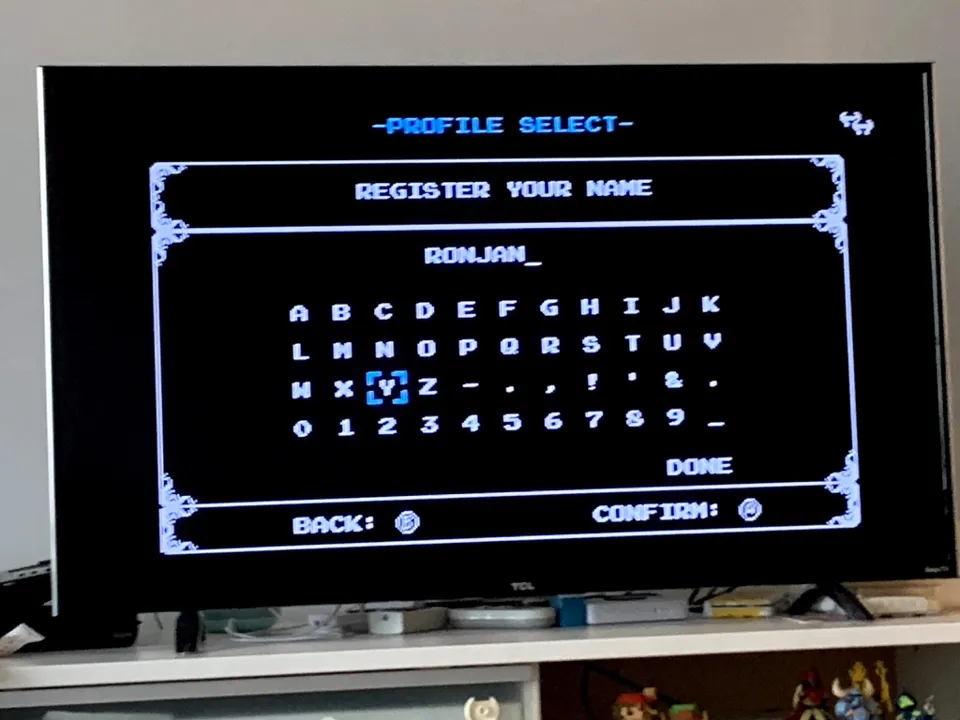 -PROFILE SELECT-
REGISTER YOUR NAME
RONJAN_
A B C D E F G H I J K
L M N O P Q R S T U V
W X Y Z - . , ! ' & .
0 1 2 3 4 5 6 7 8 9 _
DONE
BACK: B CONFIRM: A
TCL